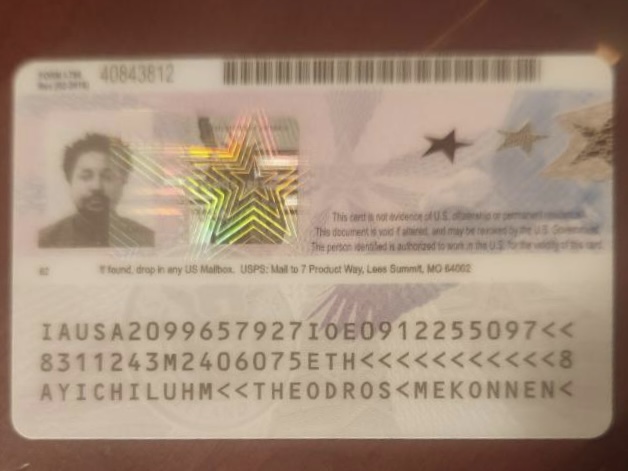 FORM I-766 40843812
Rev (02-2016)
This card is not evidence of U.S. citizenship or permanent residence.
This document is void if altered, and may be revoked by the U.S. Government.
The person identified is authorized to work in the U.S. for the validity of this card.
62 If found, drop in any US Mailbox. USPS: Mail to 7 Product Way, Lees Summit, MO 64002
IAUSA2099657927IOE0912255097<<
8311243M2406075ETH<<<<<<<<<<<8
AYICHILUHM<<THEODROS<MEKONNEN<